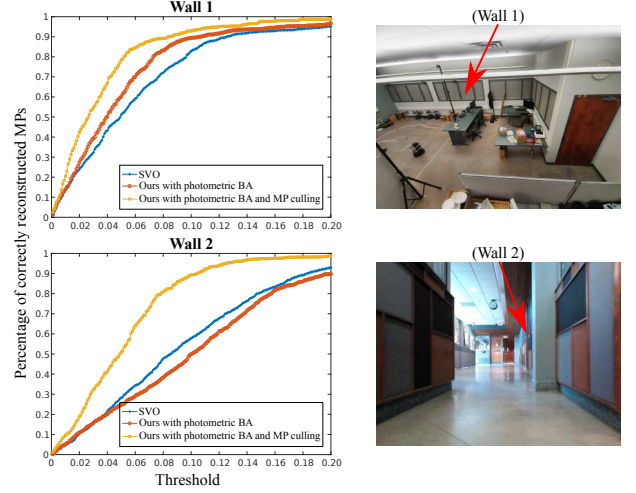 Wall 1
1
0.9
0.8
0.7
0.6
0.5
0.4
0.3
0.2
0.1
0
SVO
Ours with photometric BA
Ours with photometric BA and MP culling
0 0.02 0.04 0.06 0.08 0.10 0.12 0.14 0.16 0.18 0.20
Wall 2
1
0.9
0.8
0.7
0.6
0.5
0.4
0.3
0.2
0.1
0
SVO
Ours with photometric BA
Ours with photometric BA and MP culling
0 0.02 0.04 0.06 0.08 0.10 0.12 0.14 0.16 0.18 0.20
Threshold
Percentage of correctly reconstructed MPs
(Wall 1)
(Wall 2)